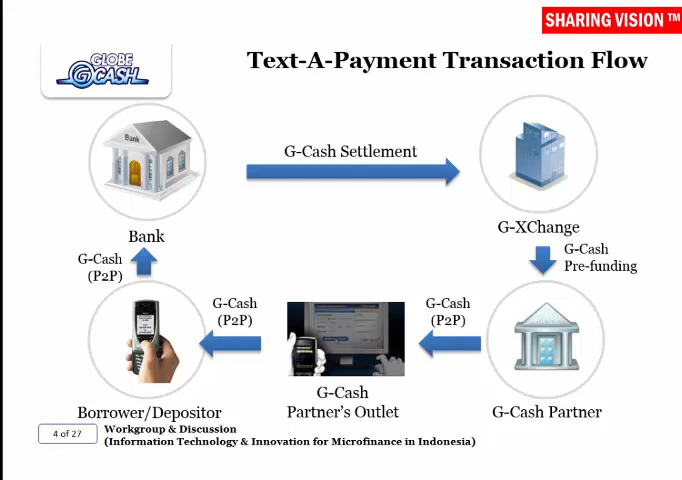 SHARING VISION ™
GLOBE
GCASH
Text-A-Payment Transaction Flow
Bank
G-Cash Settlement
Bank
G-XChange
G-Cash
(P2P)
G-Cash
Pre-funding
G-Cash
(P2P)
G-Cash
(P2P)
Borrower/Depositor
G-Cash
Partner's Outlet
G-Cash Partner
4 of 27
Workgroup & Discussion
(Information Technology & Innovation for Microfinance in Indonesia)